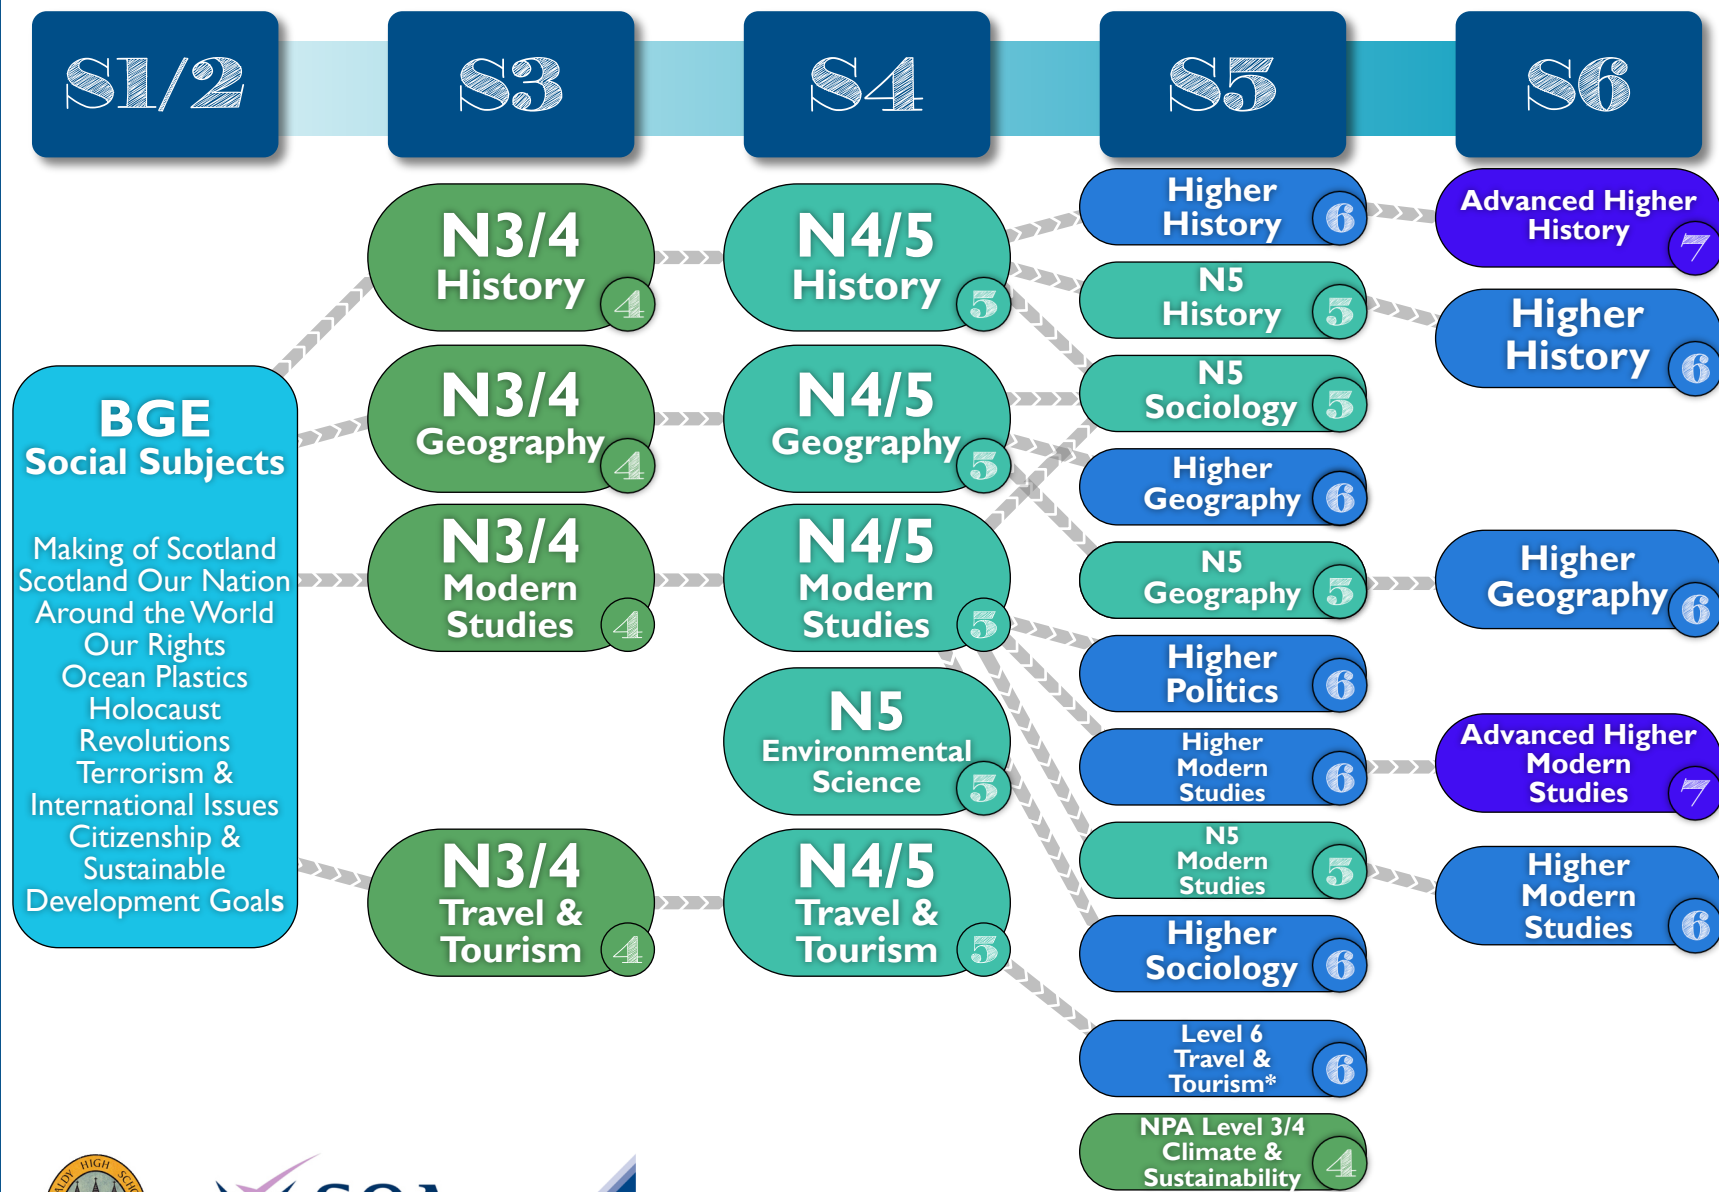 S1/2
S3
S4
S5
S6
BGE
Social Subjects
Making of Scotland
Scotland Our Nation
Around the World
Our Rights
Ocean Plastics
Holocaust
Revolutions
Terrorism &
International Issues
Citizenship &
Sustainable
Development Goals
N3/4
History
4
N3/4
Geography
4
N3/4
Modern
Studies
4
N3/4
Travel &
Tourism
4
N4/5
History
5
N4/5
Geography
5
N4/5
Modern
Studies
5
N5
Environmental
Science
5
N4/5
Travel &
Tourism
5
Higher
History
6
N5
History
5
N5
Sociology
5
Higher
Geography
6
N5
Geography
5
Higher
Politics
6
Higher
Modern
Studies
6
N5
Modern
Studies
5
Higher
Sociology
6
Level 6
Travel &
Tourism*
6
NPA Level 3/4
Climate &
Sustainability
4
Advanced Higher
History
7
Higher
History
6
Higher
Geography
6
Advanced Higher
Modern
Studies
7
Higher
Modern
Studies
6
HIGH
SQA